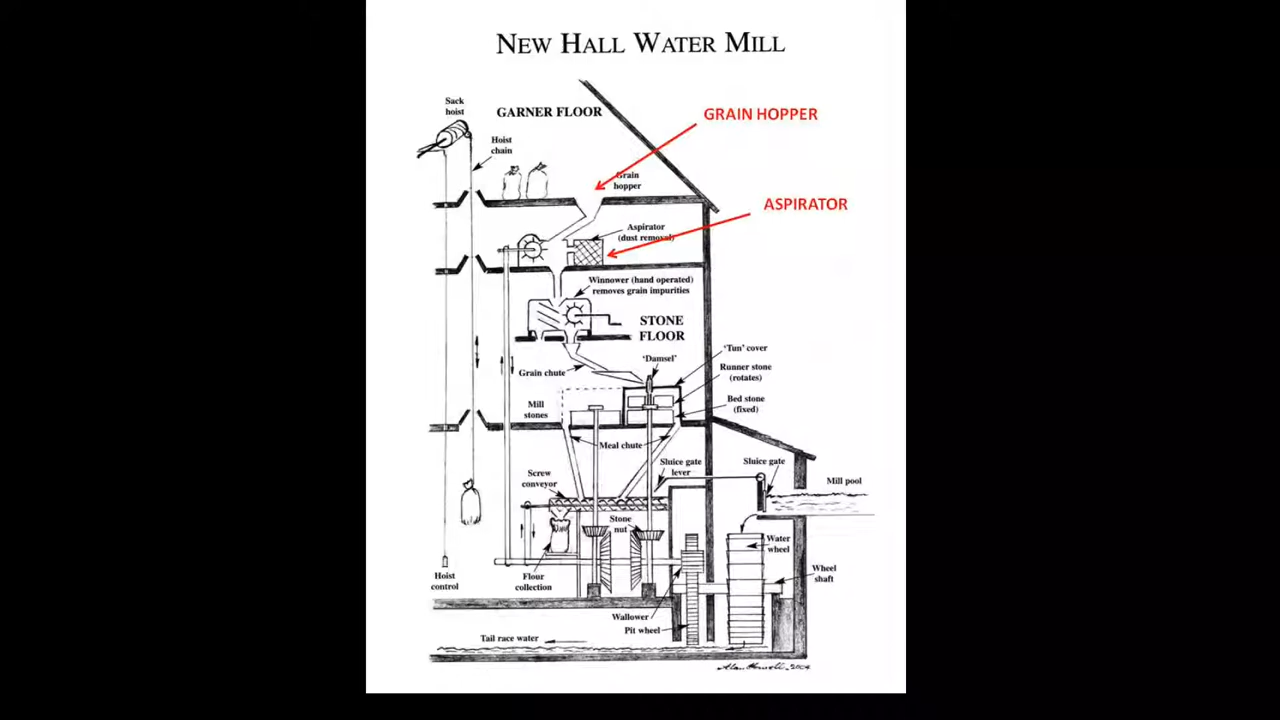 NEW HALL WATER MILL
Sack
hoist
GARNER FLOOR
GRAIN HOPPER
Hoist
chain
Grain
hopper
ASPIRATOR
Aspirator
(dust removal)
Winnower (hand operated)
removes grain impurities
STONE
FLOOR
'Tun' cover
'Damsel'
Runner stone
(rotates)
Grain chute
Bed stone
(fixed)
Mill
stones
Meal chute
Sluice gate
lever
Sluice gate
Screw
conveyor
Mill pool
Stone
nut
Water
wheel
Wheel
shaft
Hoist
control
Flour
collection
Wallower
Pit wheel
Tail race water